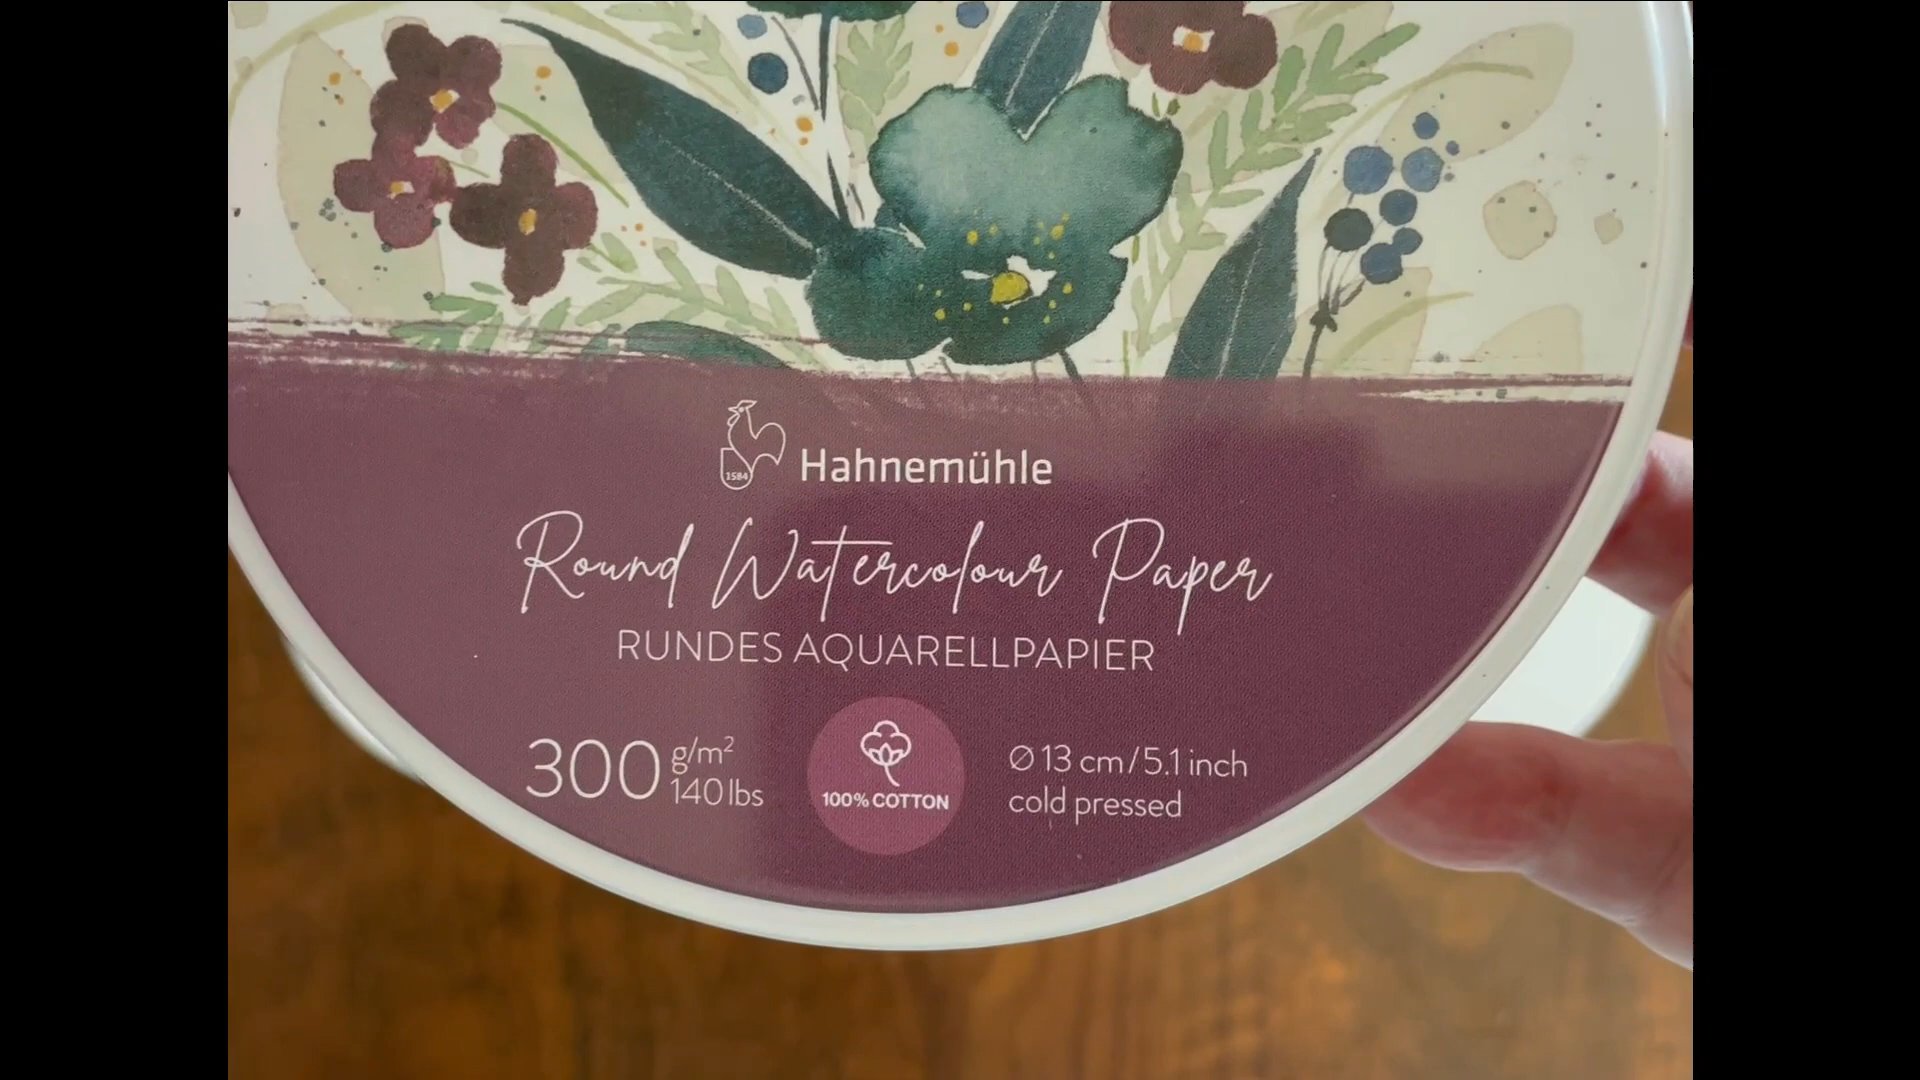 1584
Hahnemühle
Round Watercolour Paper
RUNDES AQUARELLPAPIER
300 g/m²
140 lbs
100% COTTON
Ø 13 cm/5.1 inch
cold pressed